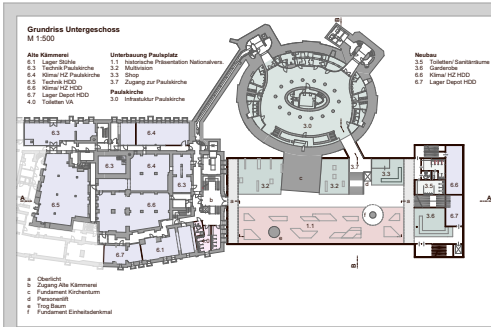 Grundriss Untergeschoss
M 1:500
Alte Kämmerei
6.1 Lager Stühle
6.3 Technik Paulskirche
6.4 Klima/ HZ Paulskirche
6.5 Technik HDD
6.6 Klima/ HZ HDD
6.7 Lager Depot HDD
4.0 Toiletten VA
Unterbauung Paulsplatz
1.1 historische Präsentation Nationalvers.
3.2 Multivision
3.3 Shop
3.7 Zugang zur Paulskirche
Paulskirche
3.0 Infrastuktur Paulskirche
Neubau
3.5 Toiletten/ Sanitärräume
3.6 Garderobe
6.6 Klima/ HZ HDD
6.7 Lager Depot HDD
B
3.0
6.3
6.4
3.7
6.3
6.4
6.3
3.2
c
3.2
d
3.3
3.5
6.6
A
6.5
6.6
b
a
a
A
1.1
e
3.6
6.7
6.7
6.1
B
a Oberlicht
b Zugang Alte Kämmerei
c Fundament Kirchenturm
d Personenlift
e Trog Baum
f Fundament Einheitsdenkmal